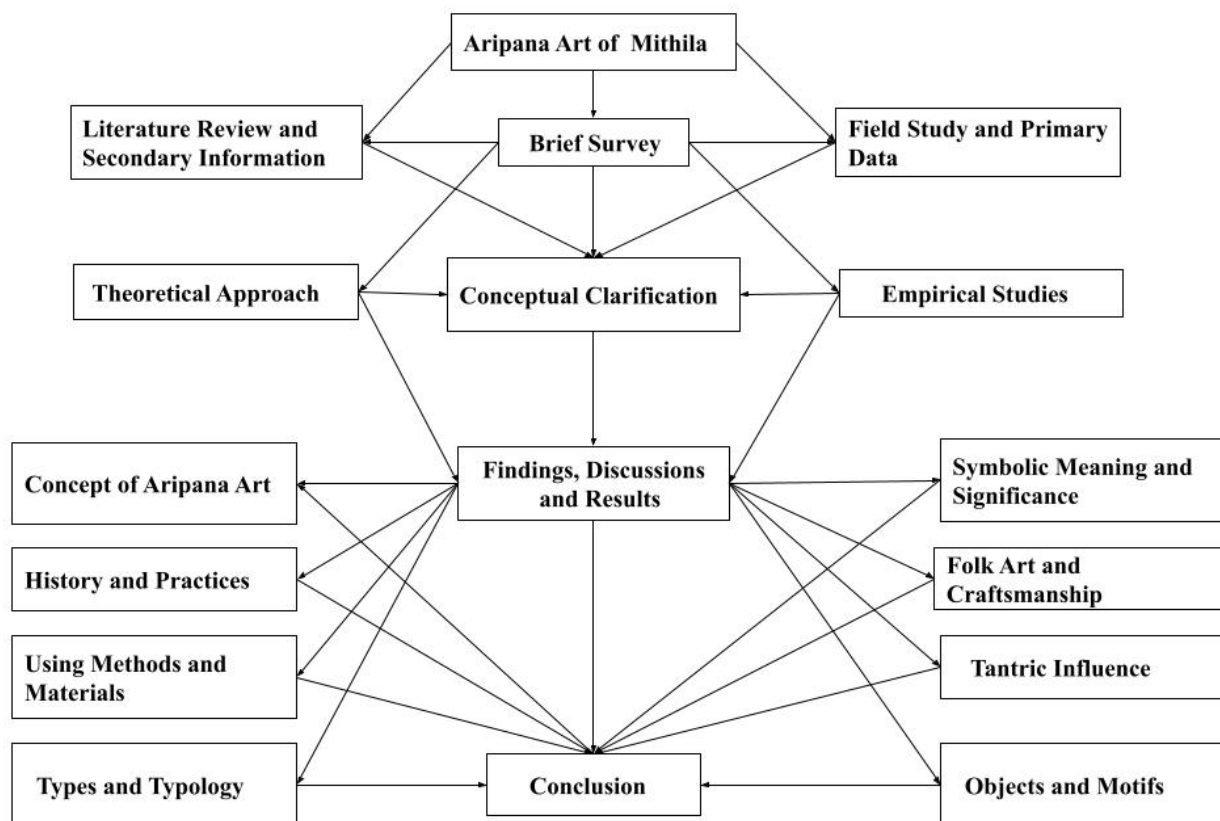 Aripana Art of Mithila
Literature Review and
Secondary Information
Brief Survey
Field Study and Primary
Data
Theoretical Approach
Conceptual Clarification
Empirical Studies
Concept of Aripana Art
Findings, Discussions
and Results
Symbolic Meaning and
Significance
History and Practices
Folk Art and
Craftsmanship
Using Methods and
Materials
Tantric Influence
Types and Typology
Conclusion
Objects and Motifs